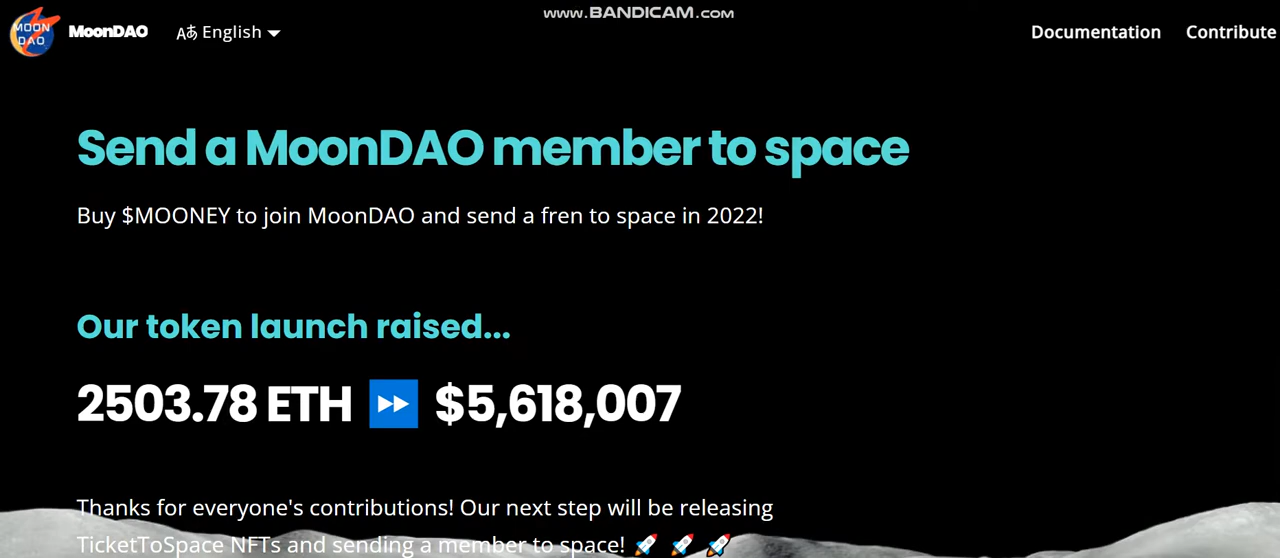 www.BANDICAM.com
MOON DAO
MoonDAO
Aあ English
Documentation
Contribute
Send a MoonDAO member to space
Buy $MOONEY to join MoonDAO and send a fren to space in 2022!
Our token launch raised...
2503.78 ETH ⏩ $5,618,007
Thanks for everyone's contributions! Our next step will be releasing
TicketToSpace NFTs and sending a member to space! 🚀 🚀 🚀